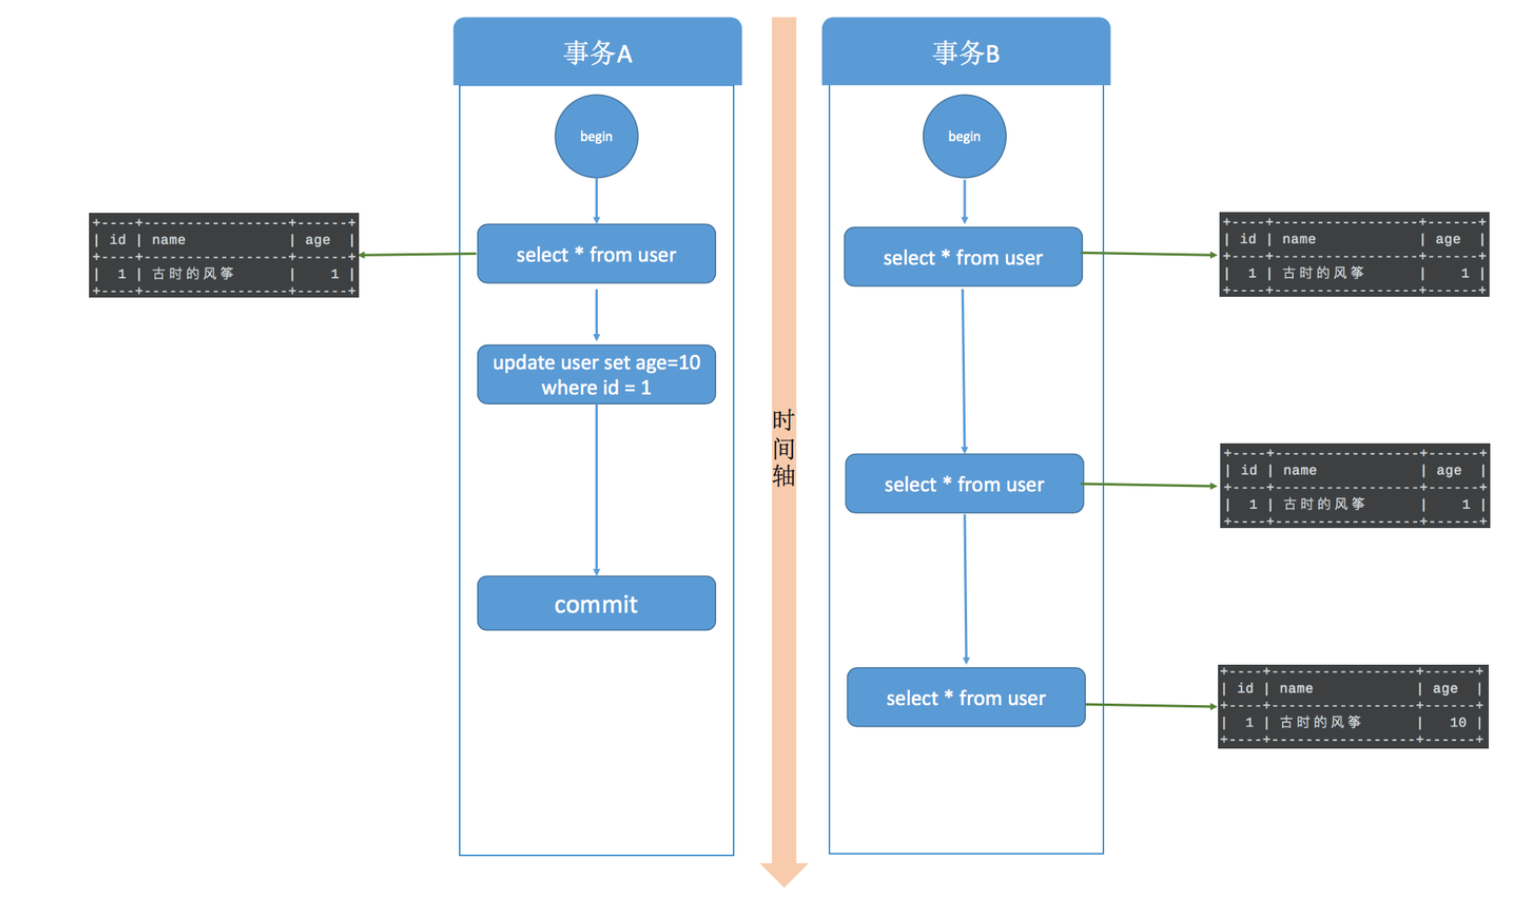 事务A
begin
select * from user
+----+-----------------+------+
| id | name | age |
+----+-----------------+------+
| 1 | 古时的风筝 | 1 |
+----+-----------------+------+
update user set age=10
where id = 1
commit
时
间
轴
事务B
begin
select * from user
+----+-----------------+------+
| id | name | age |
+----+-----------------+------+
| 1 | 古时的风筝 | 1 |
+----+-----------------+------+
select * from user
+----+-----------------+------+
| id | name | age |
+----+-----------------+------+
| 1 | 古时的风筝 | 1 |
+----+-----------------+------+
select * from user
+----+-----------------+------+
| id | name | age |
+----+-----------------+------+
| 1 | 古时的风筝 | 10 |
+----+-----------------+------+